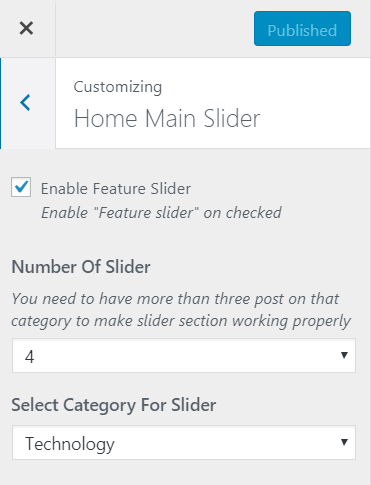 Published
Customizing
Home Main Slider
Enable Feature Slider
Enable "Feature slider" on checked
Number Of Slider
You need to have more than three post on that
category to make slider section working properly
4
Select Category For Slider
Technology